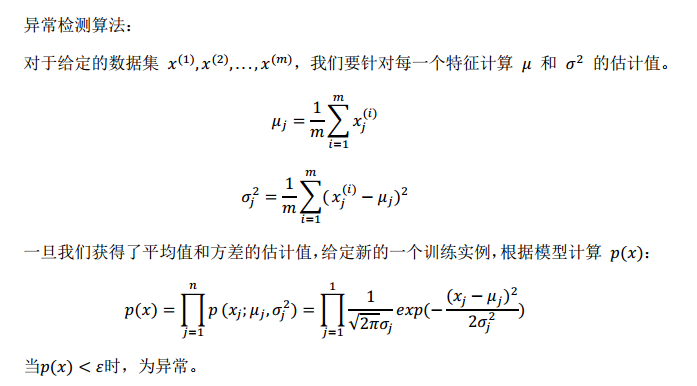 异常检测算法：
对于给定的数据集 $x^{(1)},x^{(2)},...,x^{(m)}$，我们要针对每一个特征计算 $\mu$ 和 $\sigma^2$ 的估计值。
$\mu_j = \frac{1}{m}\sum_{i=1}^{m} x_j^{(i)}$
$\sigma_j^2 = \frac{1}{m}\sum_{i=1}^{m} (x_j^{(i)} - \mu_j)^2$
一旦我们获得了平均值和方差的估计值，给定新的一个训练实例，根据模型计算 $p(x)$：
$p(x) = \prod_{j=1}^{n} p(x_j; \mu_j, \sigma_j^2) = \prod_{j=1}^{1} \frac{1}{\sqrt{2\pi}\sigma_j} exp(-\frac{(x_j - \mu_j)^2}{2\sigma_j^2})$
当$p(x) < \varepsilon$时，为异常。